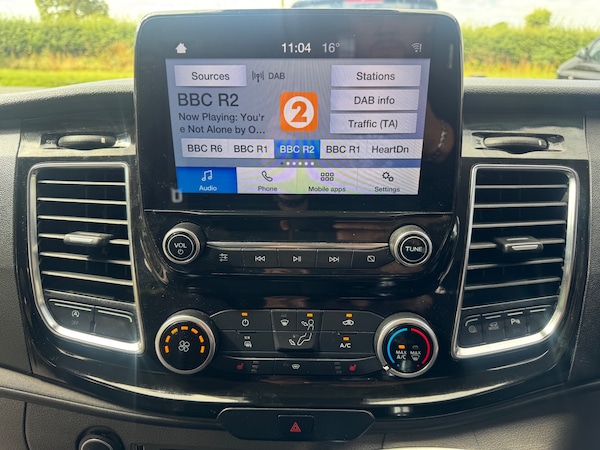 11:04 16°
Sources DAB Stations
BBC R2
2
DAB info
Now Playing: You'r
e Not Alone by O...
Traffic (TA)
BBC R6 BBC R1 BBC R2 BBC R1 HeartDn
Audio Phone Mobile apps Settings
VOL TUNE
A/C
MAX A/C MAX
A
P